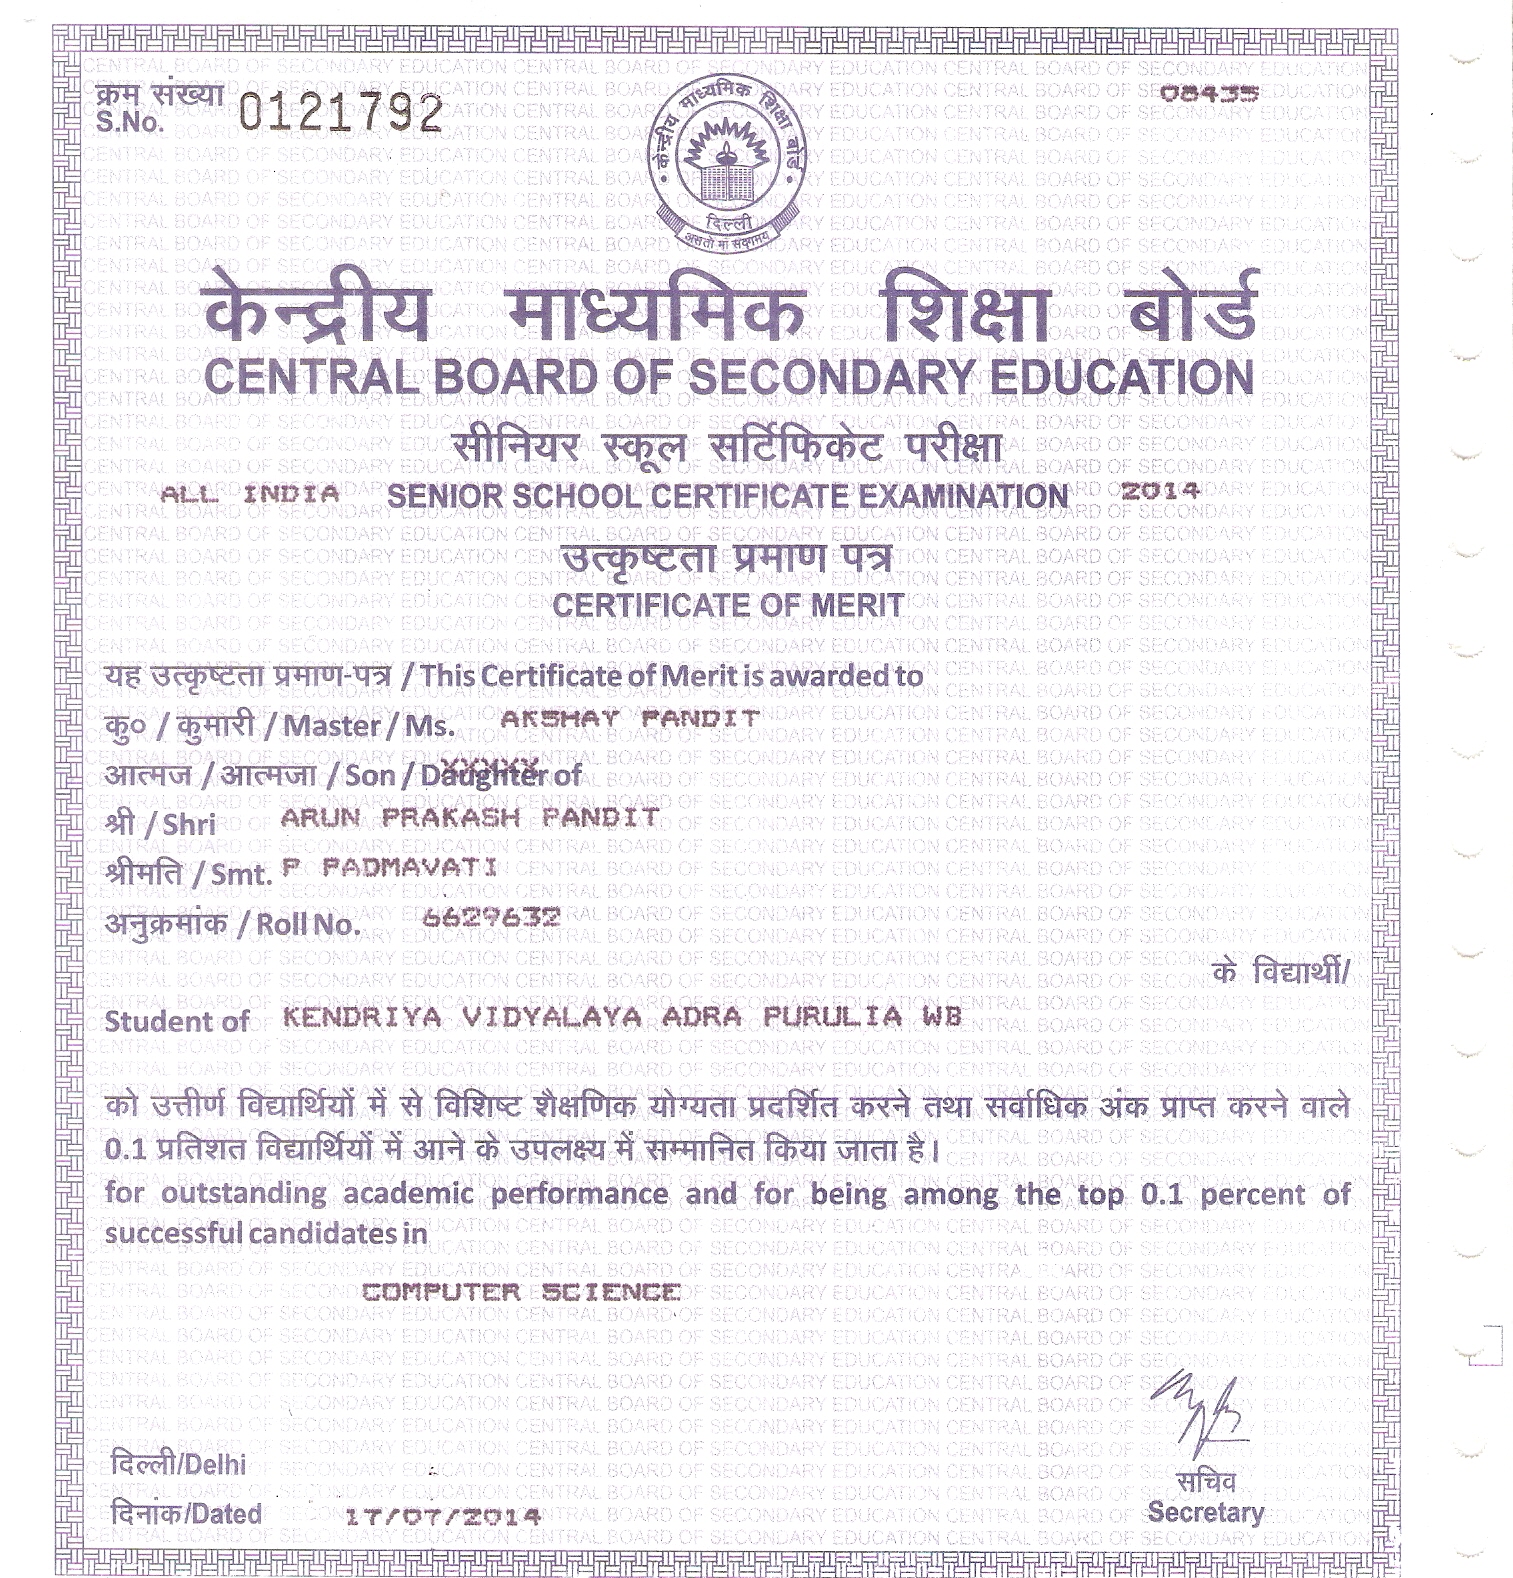 क्रम संख्या
S.No. 0121792
08435
केन्द्रीय माध्यमिक शिक्षा बोर्ड
दिल्ली
असतो मा सद्गमय
केन्द्रीय माध्यमिक शिक्षा बोर्ड
CENTRAL BOARD OF SECONDARY EDUCATION
सीनियर स्कूल सर्टिफिकेट परीक्षा
ALL INDIA SENIOR SCHOOL CERTIFICATE EXAMINATION 2014
उत्कृष्टता प्रमाण पत्र
CERTIFICATE OF MERIT
यह उत्कृष्टता प्रमाण-पत्र / This Certificate of Merit is awarded to
कु० / कुमारी / Master / Ms. AKSHAY PANDIT
आत्मज / आत्मजा / Son / Daughter of
XXXXX
श्री / Shri ARUN PRAKASH PANDIT
श्रीमति / Smt. P PADMAVATI
अनुक्रमांक / Roll No. 6629632
के विद्यार्थी/
Student of KENDRIYA VIDYALAYA ADRA PURULIA WB
को उत्तीर्ण विद्यार्थियों में से विशिष्ट शैक्षणिक योग्यता प्रदर्शित करने तथा सर्वाधिक अंक प्राप्त करने वाले
0.1 प्रतिशत विद्यार्थियों में आने के उपलक्ष्य में सम्मानित किया जाता है।
for outstanding academic performance and for being among the top 0.1 percent of
successful candidates in
COMPUTER SCIENCE
दिल्ली/Delhi
सचिव
दिनांक/Dated 17/07/2014
Secretary